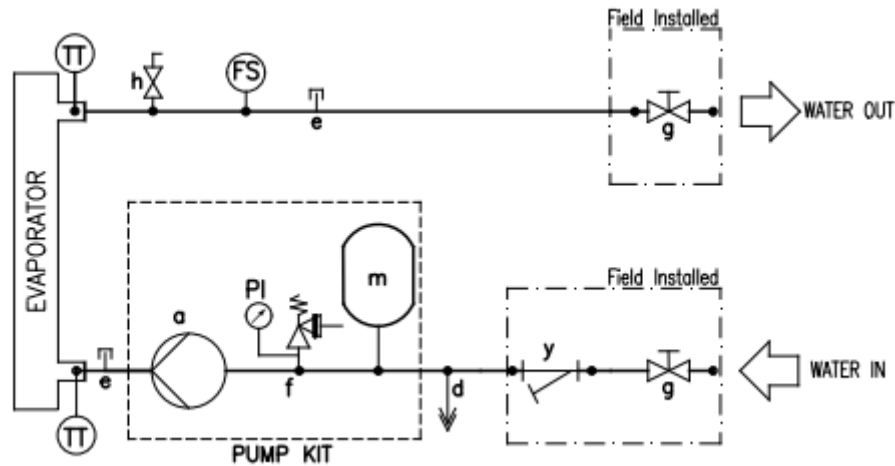 Field Installed
TT
h
FS
e
g
WATER OUT
EVAPORATOR
m
Field Installed
PI
a
y
e
f
d
g
WATER IN
TT
PUMP KIT